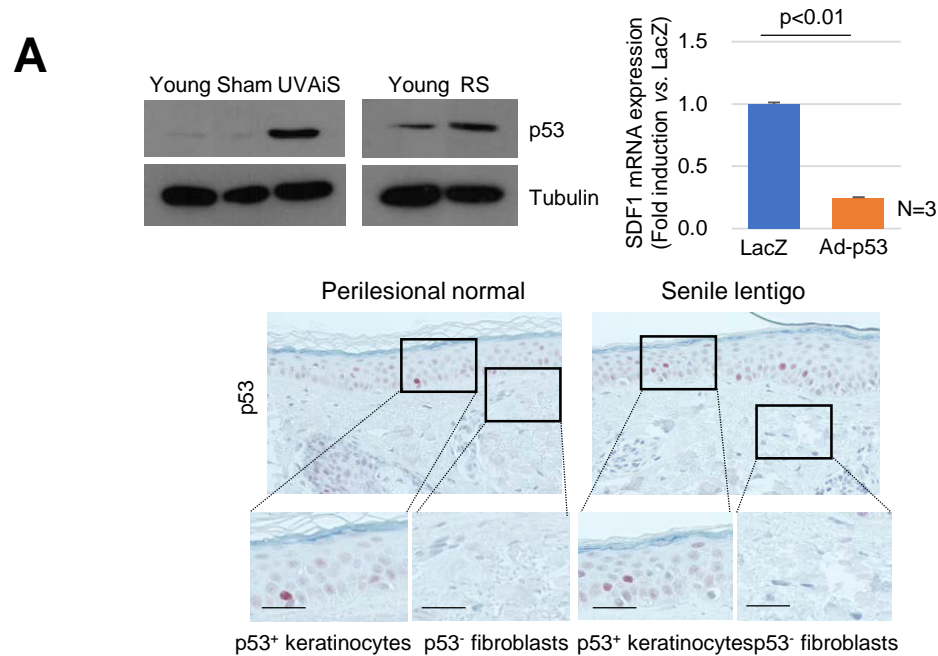 A
Young Sham UVAiS
Young RS
p53
Tubulin
p<0.01
SDF1 mRNA expression
(Fold induction vs. LacZ)
1.5
1.0
0.5
0.0
LacZ
Ad-p53
N=3
Perilesional normal
Senile lentigo
p53
p53⁺ keratinocytes
p53⁻ fibroblasts
p53⁺ keratinocytes
p53⁻ fibroblasts